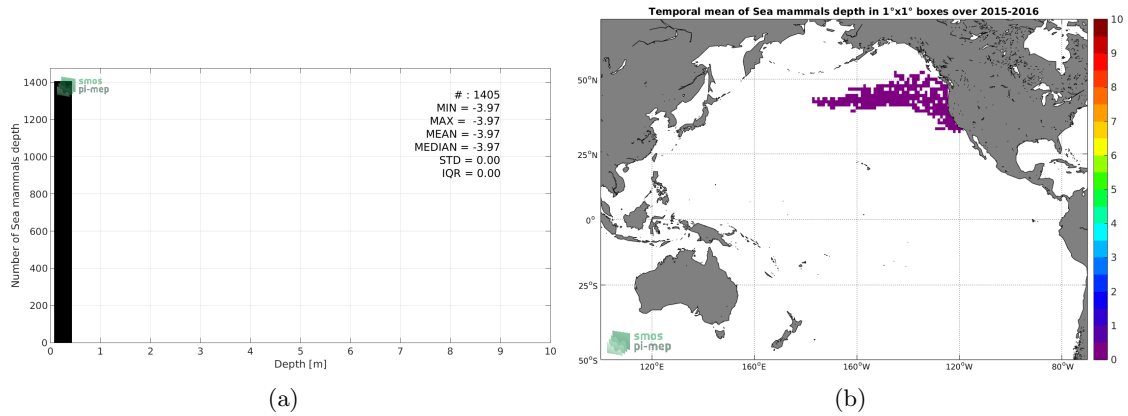 smos
pi-mep
# : 1405
MIN = -3.97
MAX = -3.97
MEAN = -3.97
MEDIAN = -3.97
STD = 0.00
IQR = 0.00
Number of Sea mammals depth
1400
1200
1000
800
600
400
200
0
0 1 2 3 4 5 6 7 8 9 10
Depth [m]
(a)
Temporal mean of Sea mammals depth in 1°x1° boxes over 2015-2016
50°N
25°N
0°
25°S
50°S
120°E 160°E 160°W 120°W 80°W
smos
pi-mep
10
9
8
7
6
5
4
3
2
1
0
(b)